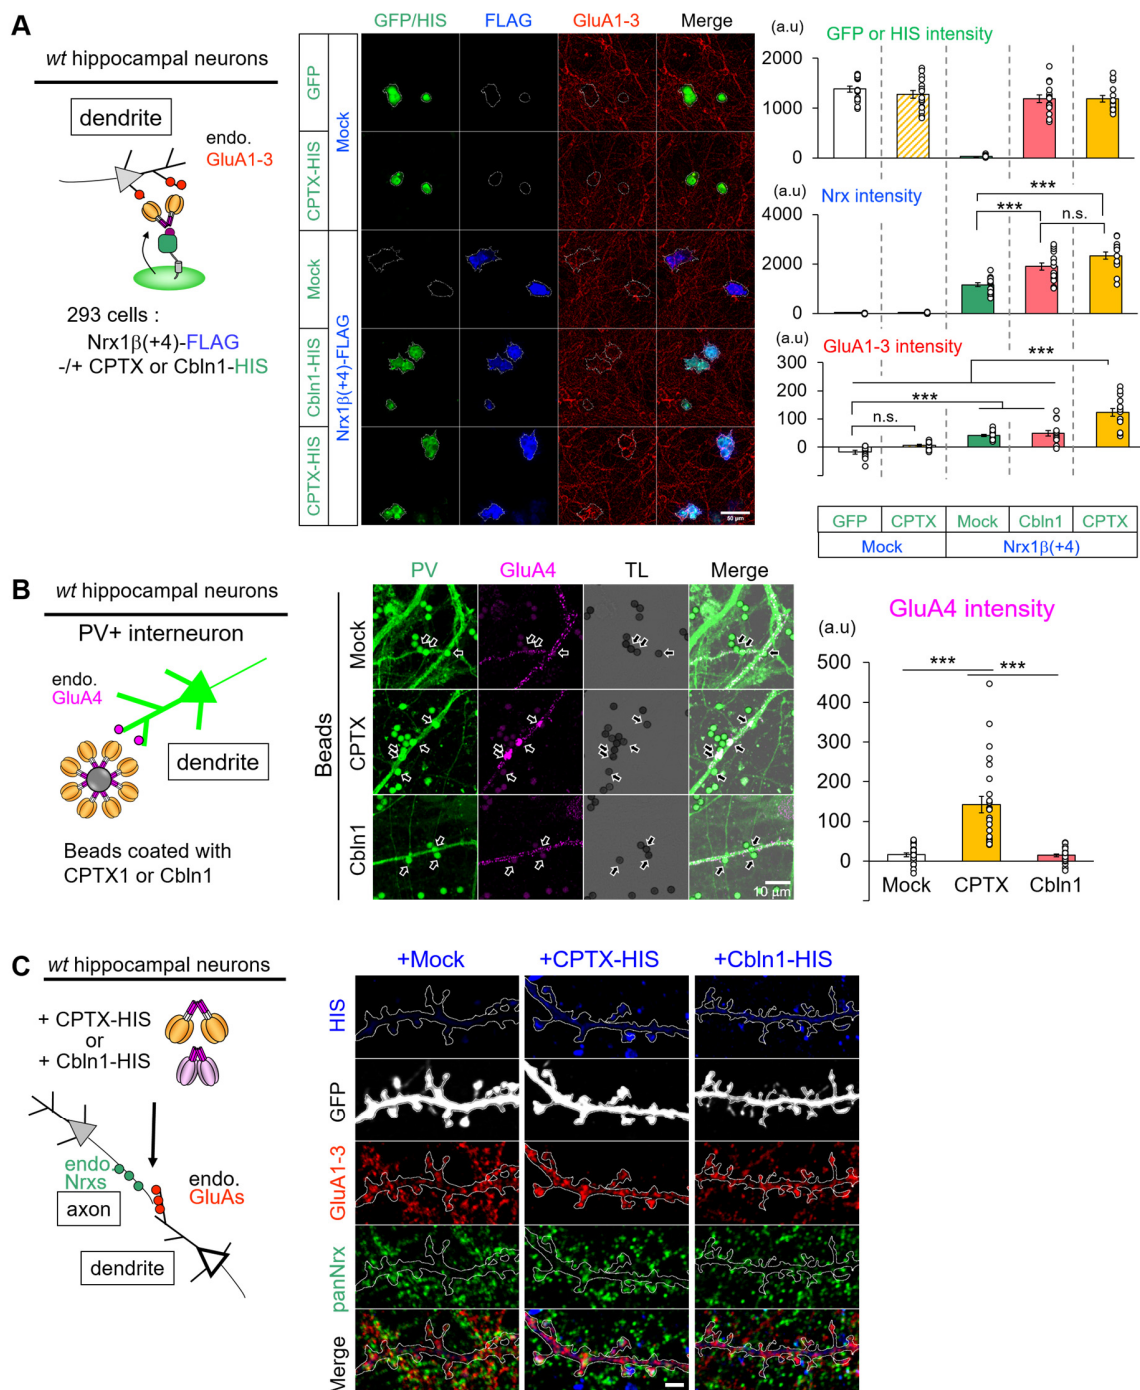 A
wt hippocampal neurons
dendrite
endo.
GluA1-3
293 cells :
Nrx1β(+4)-FLAG
-/+ CPTX or Cbln1-HIS
GFP/HIS FLAG GluA1-3 Merge
GFP
CPTX-HIS
Mock
Mock
Cbln1-HIS
CPTX-HIS
Nrx1β(+4)-FLAG
50 μm
(a.u)
GFP or HIS intensity
2000
1000
0
(a.u)
Nrx intensity
***
***
n.s.
4000
2000
0
(a.u)
GluA1-3 intensity
***
***
n.s.
300
200
100
0
GFP CPTX Mock Cbln1 CPTX
Mock Nrx1β(+4)
B
wt hippocampal neurons
PV+ interneuron
endo.
GluA4
dendrite
Beads coated with
CPTX1 or Cbln1
PV GluA4 TL Merge
Beads
Mock
CPTX
Cbln1
10 μm
GluA4 intensity
(a.u)
*** ***
500
400
300
200
100
0
Mock CPTX Cbln1
C
wt hippocampal neurons
+ CPTX-HIS
or
+ Cbln1-HIS
endo.
Nrxs
axon
endo.
GluAs
dendrite
+Mock +CPTX-HIS +Cbln1-HIS
HIS
GFP
GluA1-3
panNrx
Merge